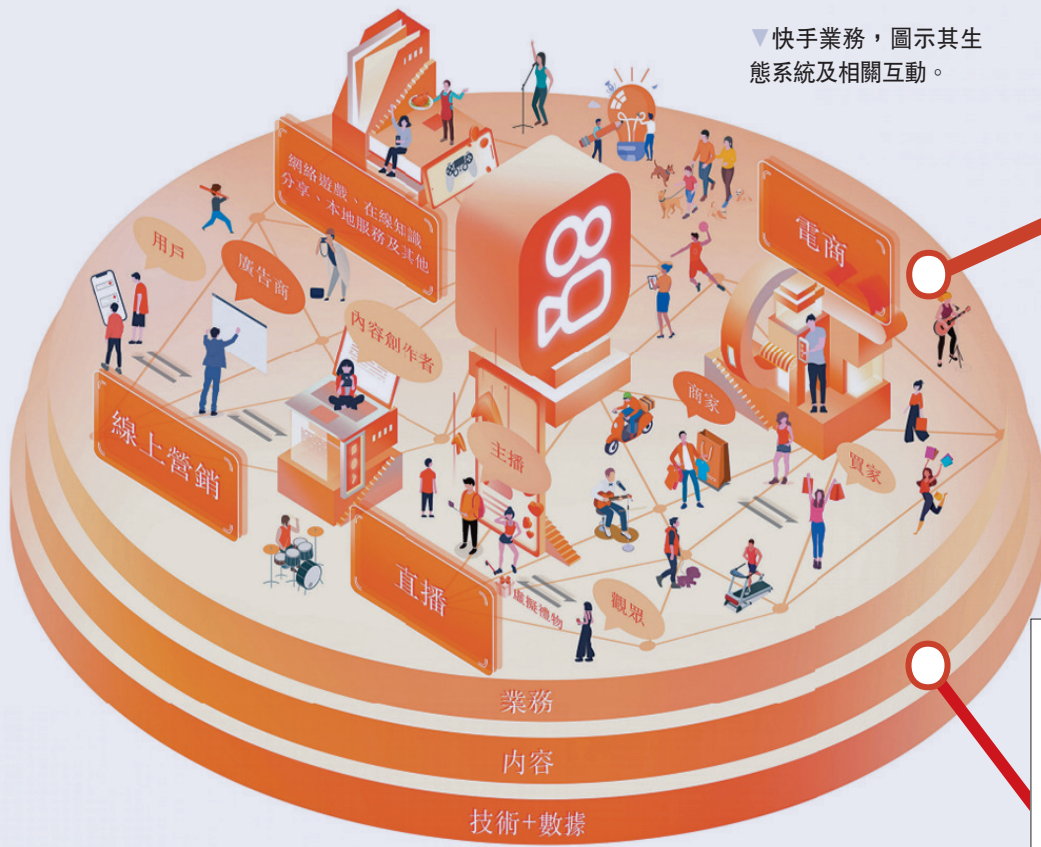 ▼快手業務,圖示其生
態系統及相關互動。
網絡遊戲、在線知識
分享、本地服務及其他
電商
用戶
廣告商
內容創作者
線上營銷
主播
商家
買家
直播
虛擬禮物
觀眾
業務
內容
技術+數據